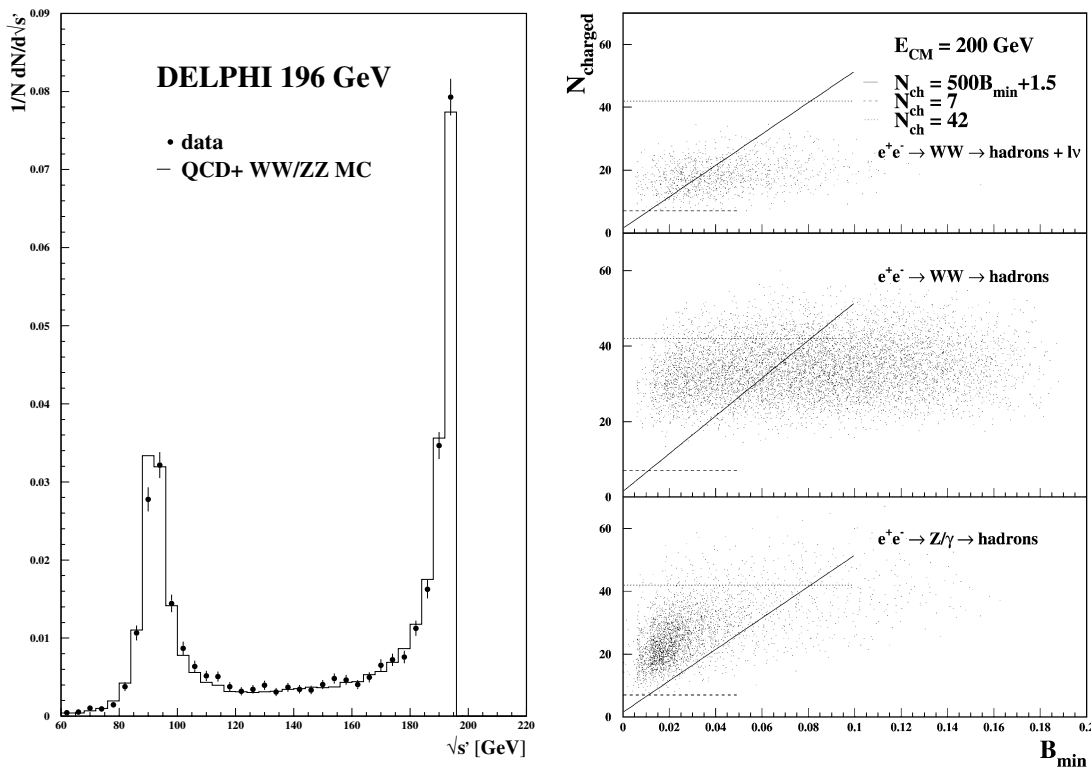 1/N dN/d√s'
0.09
0.08
0.07
0.06
0.05
0.04
0.03
0.02
0.01
0
DELPHI 196 GeV
data
QCD+ WW/ZZ MC
60 80 100 120 140 160 180 200 220
√s' [GeV]
N_charged
60
40
20
0
E_CM = 200 GeV
N_ch = 500B_min+1.5
N_ch = 7
N_ch = 42
e⁺e⁻ → WW → hadrons + lν
60
40
20
0
e⁺e⁻ → WW → hadrons
60
40
20
0
e⁺e⁻ → Z/γ → hadrons
0 0.02 0.04 0.06 0.08 0.1 0.12 0.14 0.16 0.18 0.2
B_min